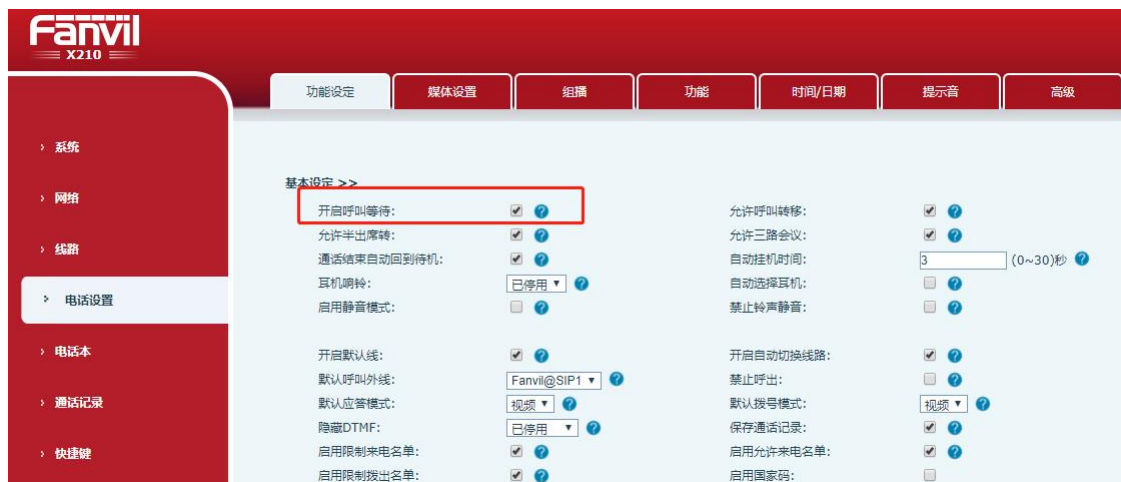 Fanvil
X210
功能设定 媒体设置 组播 功能 时间/日期 提示音 高级
› 系统
› 网络
› 线路
› 电话设置
› 电话本
› 通话记录
› 快捷键
基本设定 >>
开启呼叫等待: 允许呼叫转移:
允许半出席转: 允许三路会议:
通话结束自动回到待机: 自动挂机时间: 3 (0~30)秒
耳机响铃: 已停用 自动选择耳机:
启用静音模式: 禁止铃声静音:
开启默认线: 开启自动切换线路:
默认呼叫外线: Fanvil@SIP1 禁止呼出:
默认应答模式: 视频 默认拨号模式: 视频
隐藏DTMF: 已停用 保存通话记录:
启用限制来电名单: 启用允许来电名单:
启用限制拨出名单: 启用国家码: